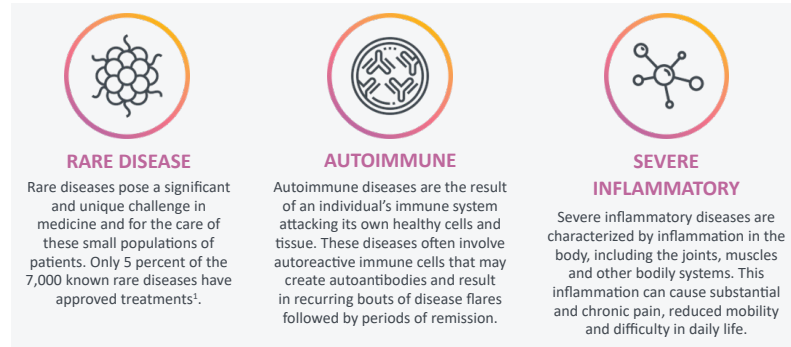 RARE DISEASE
Rare diseases pose a significant
and unique challenge in
medicine and for the care of
these small populations of
patients. Only 5 percent of the
7,000 known rare diseases have
approved treatments¹.
AUTOIMMUNE
Autoimmune diseases are the result
of an individual’s immune system
attacking its own healthy cells and
tissue. These diseases often involve
autoreactive immune cells that may
create autoantibodies and result
in recurring bouts of disease flares
followed by periods of remission.
SEVERE
INFLAMMATORY
Severe inflammatory diseases are
characterized by inflammation in the
body, including the joints, muscles
and other bodily systems. This
inflammation can cause substantial
and chronic pain, reduced mobility
and difficulty in daily life.